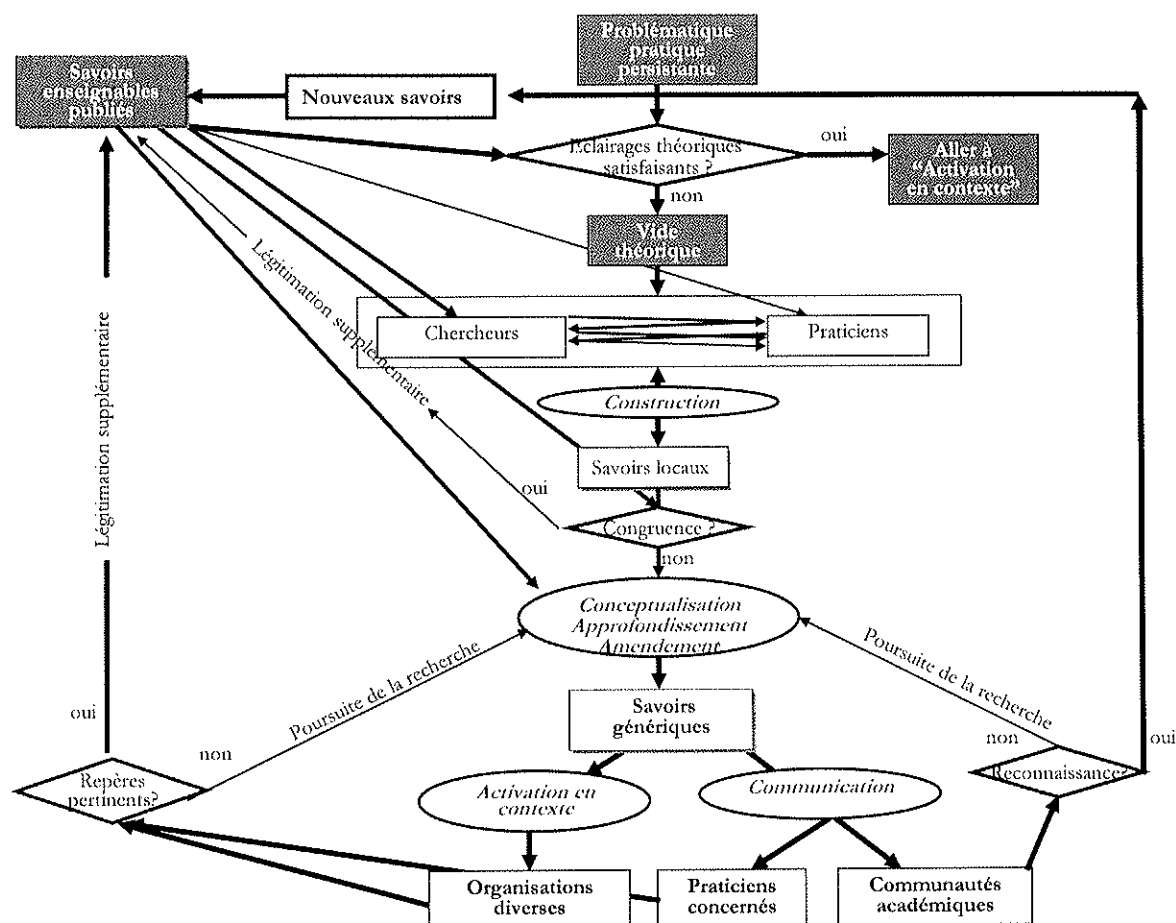 Problématique
pratique
persistante
Savoirs
enseignables
publiés
Nouveaux savoirs
Eclairages théoriques
satisfaisants ?
oui
Aller à
“Activation
en contexte”
non
Vide
théorique
Légitimation supplémentaire
Légitimation supplémentaire
Chercheurs
Praticiens
Construction
Savoirs locaux
oui
Congruence ?
non
Conceptualisation
Approfondissement
Amendement
Poursuite de la recherche
Poursuite de la recherche
Savoirs
génériques
oui
non
non
oui
Repères
pertinents?
Activation en
contexte
Communication
Reconnaissance?
Organisations
diverses
Praticiens
concernés
Communautés
académiques